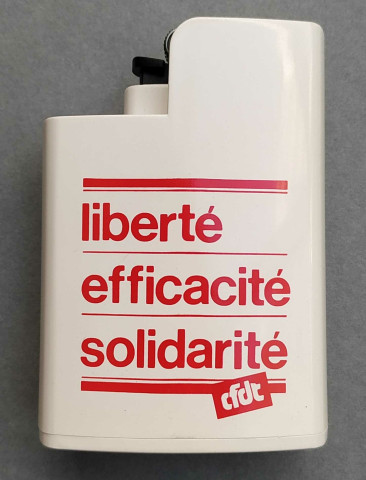 liberté
efficacité
solidarité
cfdt